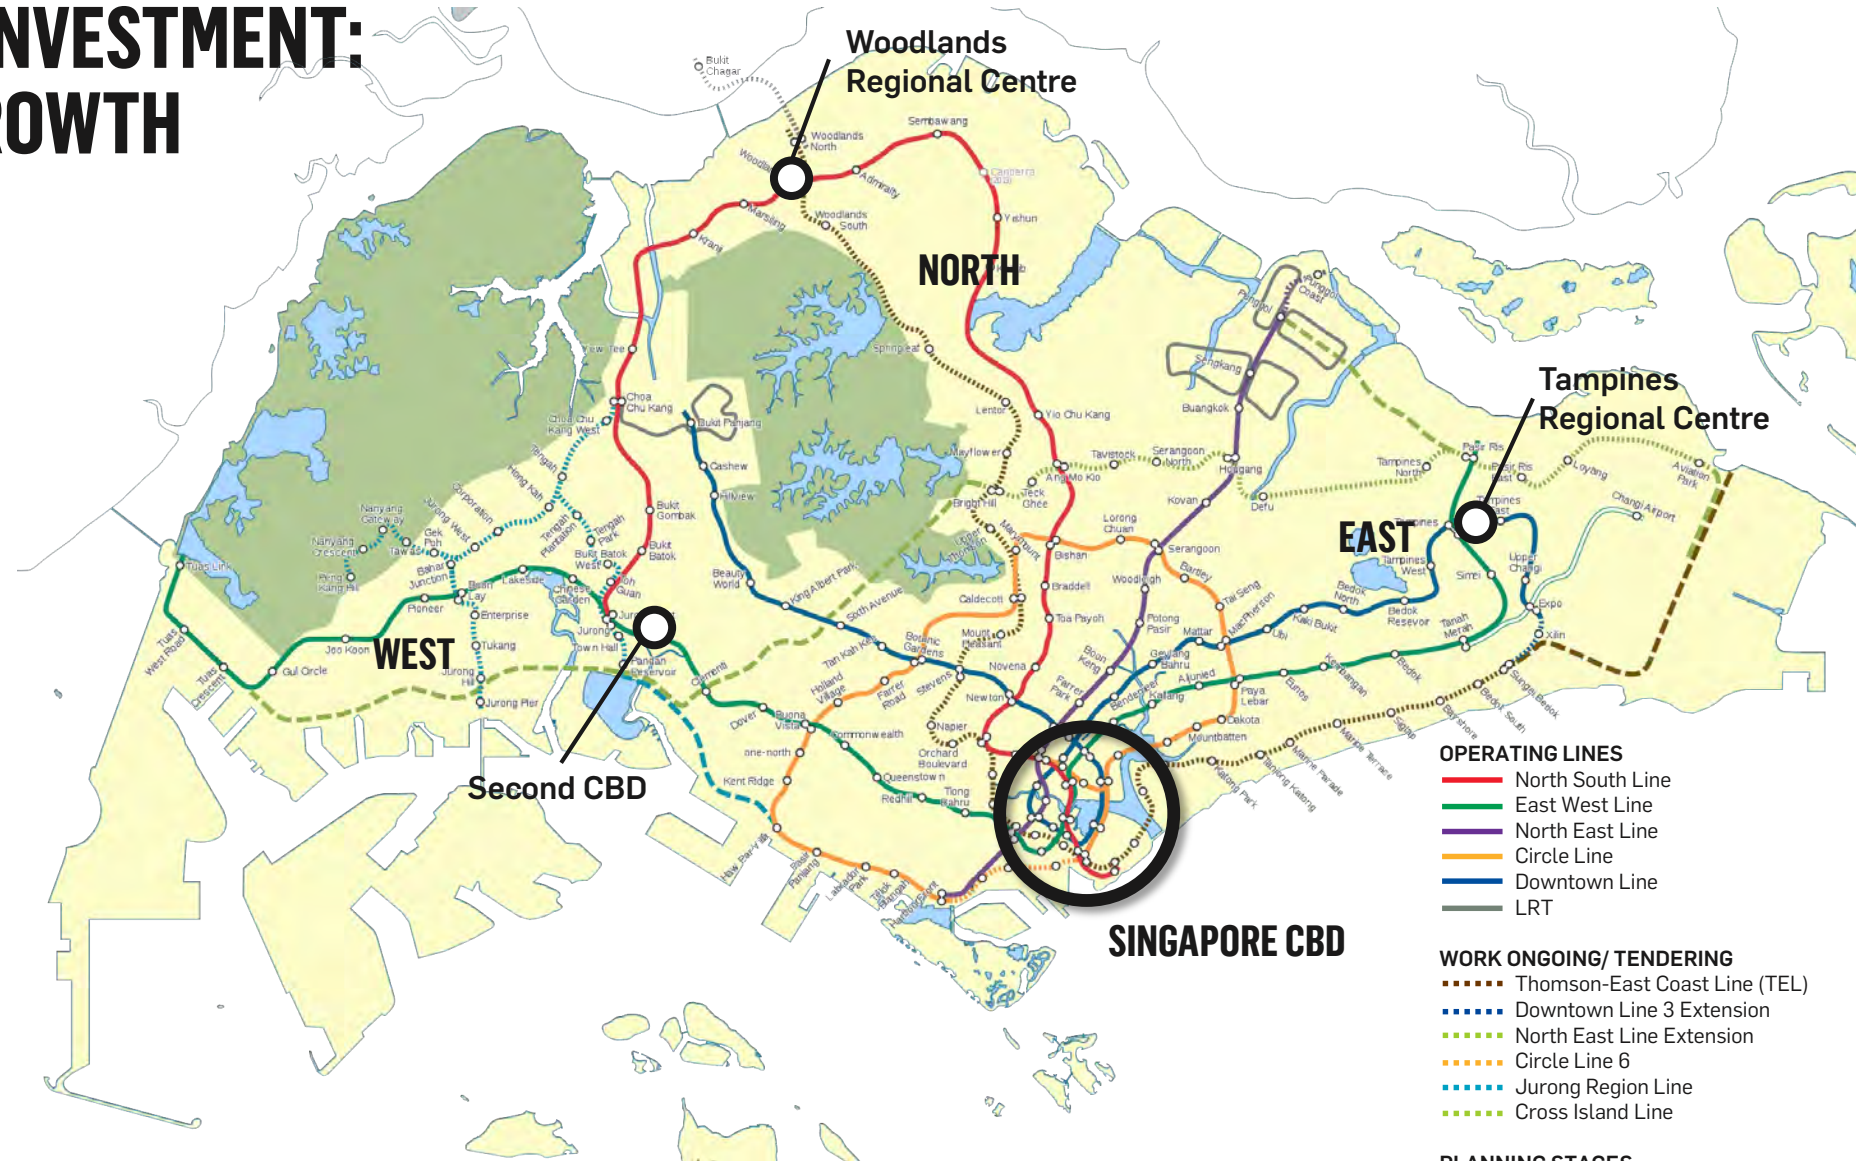 NVESTMENT:
ROWTH
Woodlands
Regional Centre
Bukit
Chagar
Woodlands
North
Sembawang
Admiralty
Canberra
Marsiling
Woodlands
South
Kranji
Yishun
NORTH
Punggol
Coast
Punggol
Yew Tee
Springleaf
Sengkang
Tampines
Regional Centre
Choa
Chu Kang
Choa Chu
Kang West
Bukit Panjang
Lentor
Yio Chu Kang
Buangkok
Tengah
Hong Kah
Corporation
Jurong West
Cashew
Hillview
Mayflower
Ang Mo Kio
Tavistock
Serangoon
North
Hougang
Tampines
North
Pasir Ris
Pasir Ris
East
Loyang
Aviation
Park
Changi Airport
Teck
Ghee
Bright Hill
Kovan
Defu
Bukit
Gombak
Nanyang
Gateway
Nanyang
Crescent
Tawas
Gek
Poh
Peng
Kang Hill
Bahar
Junction
Tengah
Plantation
Tengah
Park
Bukit Batok
West
Bukit
Batok
Upper
Thomson
Marymount
Bishan
Lorong
Chuan
Serangoon
EAST
Tampines
Tampines
East
Tampines
West
Upper
Changi
Simei
Tuas Link
Pioneer
Boon
Lay
Lakeside
Chinese
Garden
Toh
Guan
Beauty
World
King Albert Park
Sixth Avenue
Caldecott
Braddell
Toa Payoh
Woodleigh
Bartley
Tai Seng
Potong
Pasir
Mattar
MacPherson
Ubi
Kaki Bukit
Bedok
North
Bedok
Resevor
Expo
Xilin
Tanah
Merah
Enterprise
Tukang
Jurong
Town Hall
Pandan
Reservoir
Jurong
Hill
Jurong Pier
WEST
Joo Koon
Gul Circle
Tuas
West Road
Tuas
Crescent
Clementi
Dover
Tan Kah Kee
Botanic
Gardens
Mount
Pleasant
Stevens
Novena
Newton
Napier
Orchard
Boulevard
Boon
Keng
Farrer
Park
Geylang
Bahru
Bendemeer
Kallang
Aljunied
Paya
Lebar
Eunos
Kembangan
Bedok
Sungei Bedok
Bedok South
Bayshore
Siglap
Marine Terrace
Marine Parade
Tanjong Katong
Katong Park
Dakota
Mountbatten
Holland
Village
Farrer
Road
Buona
Vista
Commonwealth
one-north
Kent Ridge
Queenstown
Redhill
Tiong
Bahru
Haw Par Villa
Pasir
Panjang
Labrador
Park
Telok
Blangah
HarbourFront
Second CBD
SINGAPORE CBD
OPERATING LINES
North South Line
East West Line
North East Line
Circle Line
Downtown Line
LRT
WORK ONGOING/ TENDERING
Thomson-East Coast Line (TEL)
Downtown Line 3 Extension
North East Line Extension
Circle Line 6
Jurong Region Line
Cross Island Line
PLANNING STAGES